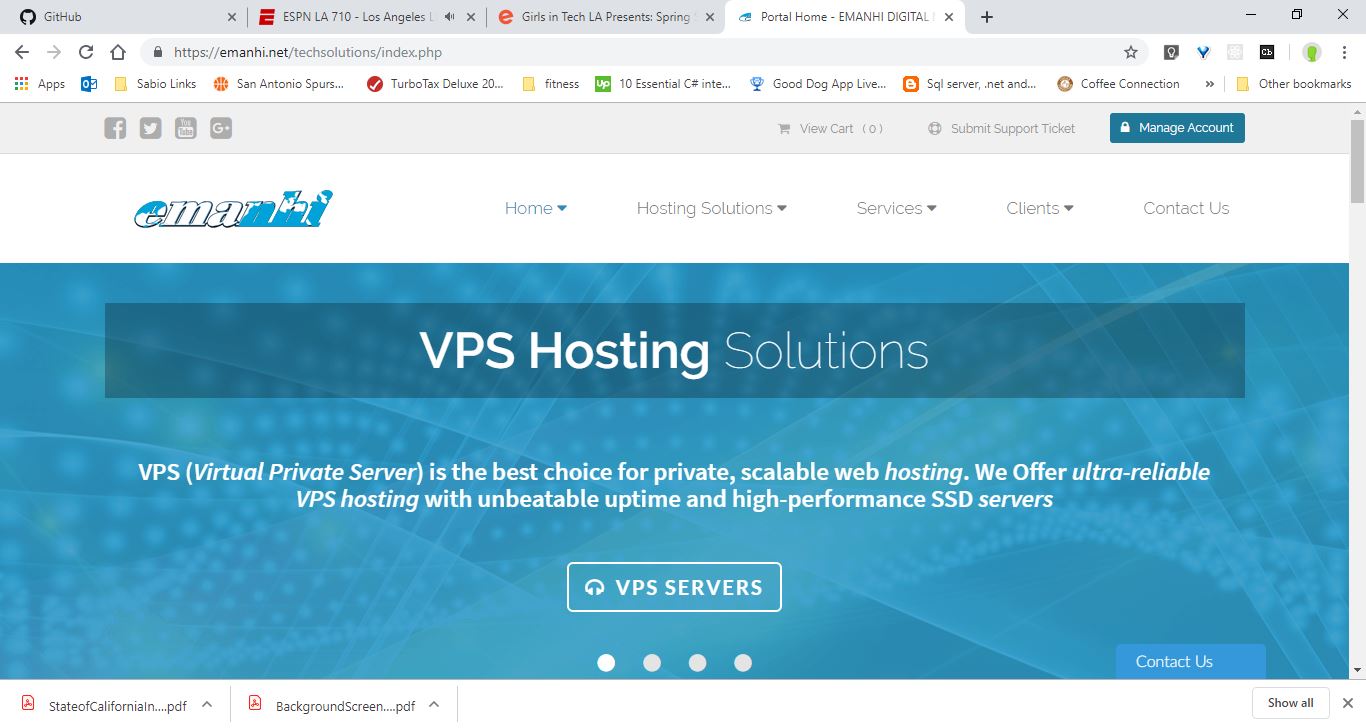 GitHub
ESPN LA 710 - Los Angeles L
Girls in Tech LA Presents: Spring S
Portal Home - EMANHI DIGITAL
https://emanhi.net/techsolutions/index.php
Apps
Sabio Links
San Antonio Spurs...
TurboTax Deluxe 20...
fitness
Up
10 Essential C# inte...
Good Dog App Live...
Sql server, .net and...
Coffee Connection
»
Other bookmarks
View Cart ( 0 )
Submit Support Ticket
Manage Account
emanhi
Home
Hosting Solutions
Services
Clients
Contact Us
VPS Hosting Solutions
VPS (Virtual Private Server) is the best choice for private, scalable web hosting. We Offer ultra-reliable
VPS hosting with unbeatable uptime and high-performance SSD servers
VPS SERVERS
Contact Us
StateofCaliforniaIn....pdf
BackgroundScreen....pdf
Show all